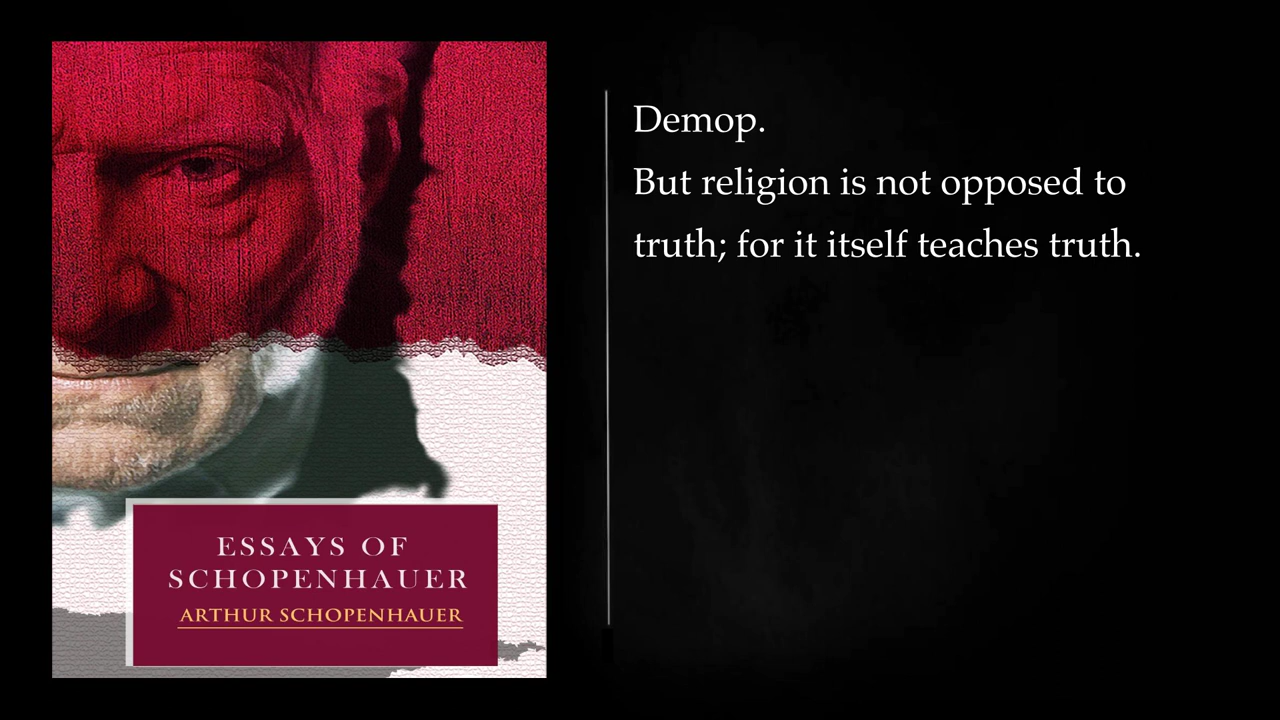 ESSAYS OF
SCHOPENHAUER
ARTHUR SCHOPENHAUER
Demop.
But religion is not opposed to
truth; for it itself teaches truth.